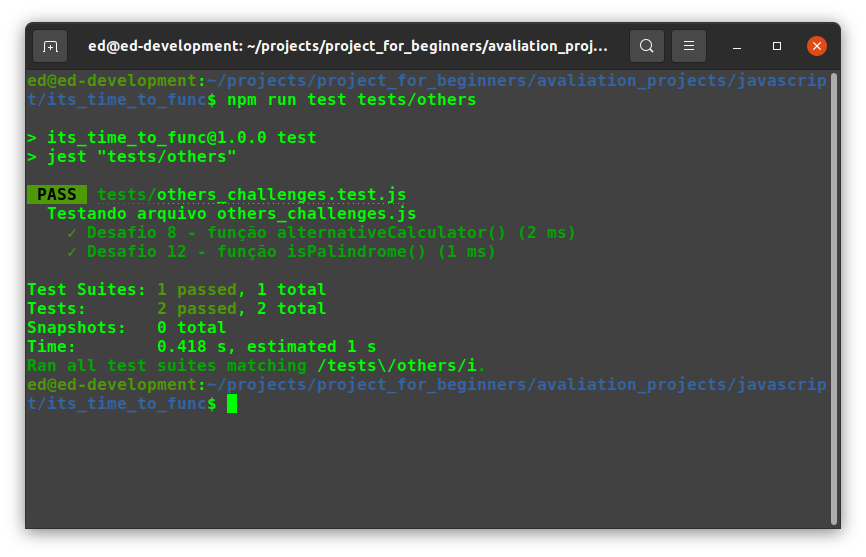 ed@ed-development: ~/projects/project_for_beginners/avaliation_proj...
ed@ed-development:~/projects/project_for_beginners/avaliation_projects/javascrip
t/its_time_to_func$ npm run test tests/others
> its_time_to_func@1.0.0 test
> jest "tests/others"
PASS tests/others_challenges.test.js
Testando arquivo others_challenges.js
✓ Desafio 8 - função alternativeCalculator() (2 ms)
✓ Desafio 12 - função isPalindrome() (1 ms)
Test Suites: 1 passed, 1 total
Tests: 2 passed, 2 total
Snapshots: 0 total
Time: 0.418 s, estimated 1 s
Ran all test suites matching /tests\/others/i.
ed@ed-development:~/projects/project_for_beginners/avaliation_projects/javascrip
t/its_time_to_func$